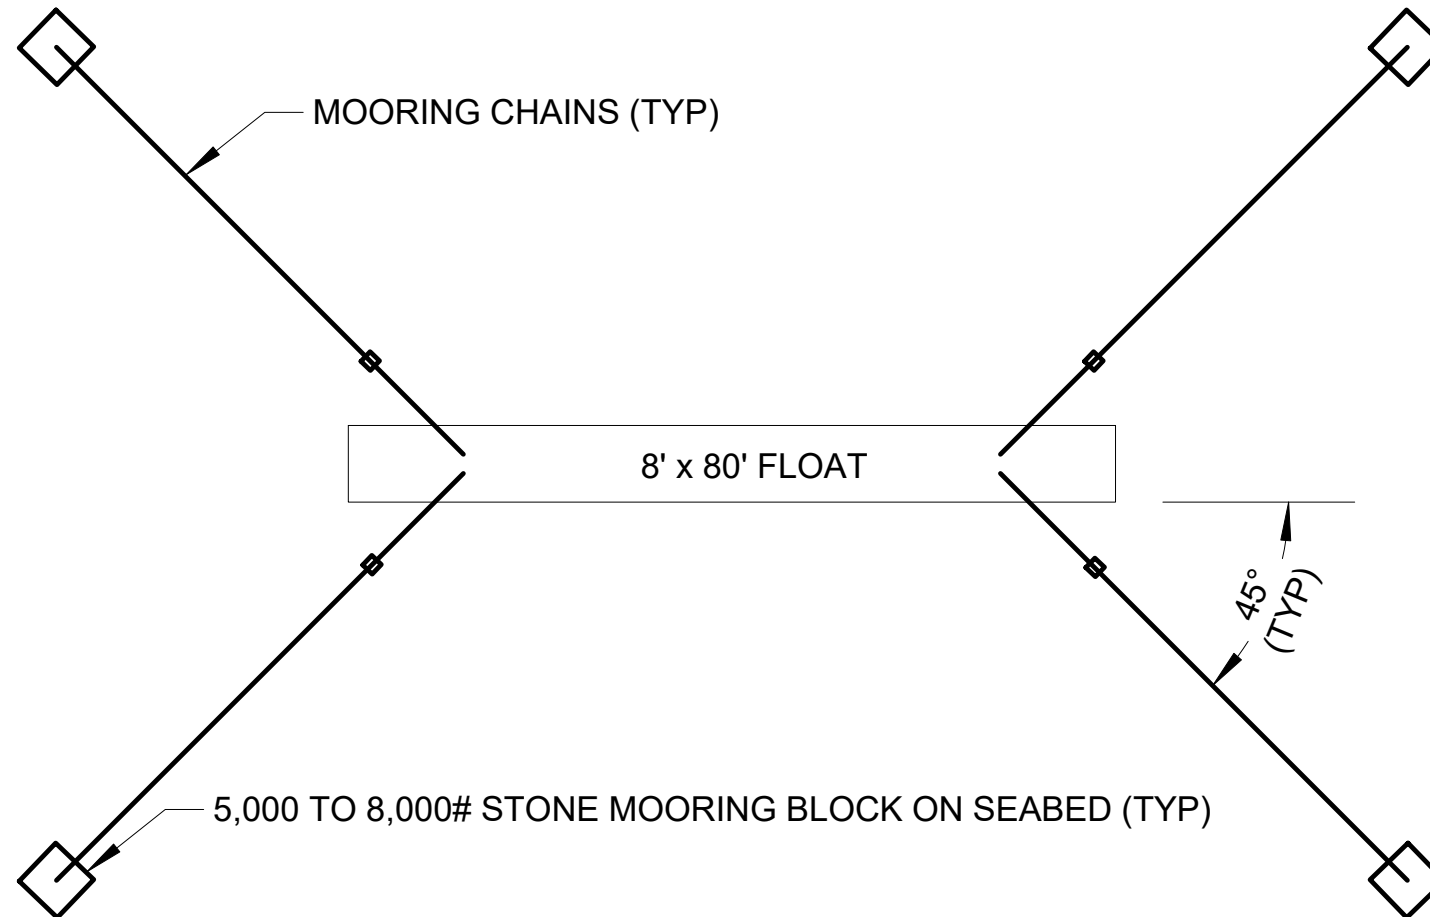 MOORING CHAINS (TYP)
8' x 80' FLOAT
45°
(TYP)
5,000 TO 8,000# STONE MOORING BLOCK ON SEABED (TYP)